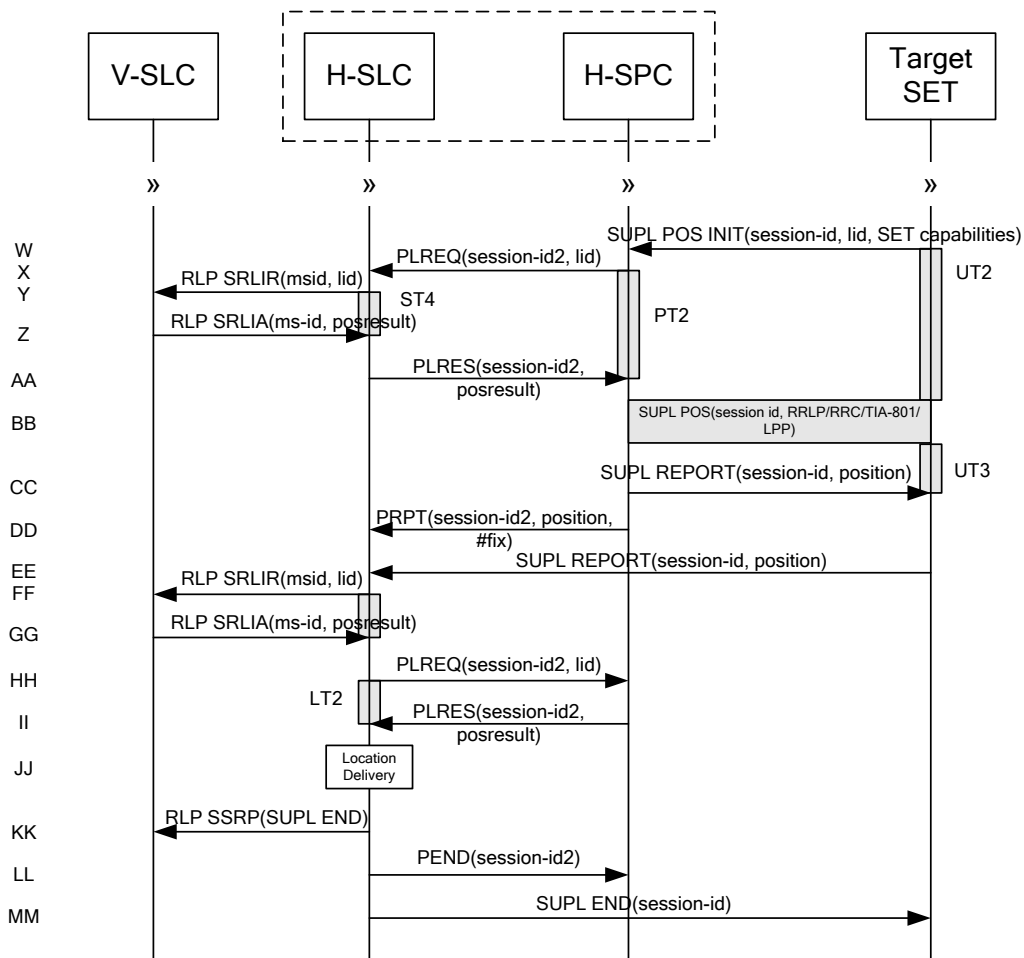 V-SLC
H-SLC
H-SPC
Target
SET
»
»
»
»
W
SUPL POS INIT(session-id, lid, SET capabilities)
X
PLREQ(session-id2, lid)
UT2
Y
RLP SRLIR(msid, lid)
ST4
PT2
Z
RLP SRLIA(ms-id, posresult)
AA
PLRES(session-id2,
posresult)
BB
SUPL POS(session id, RRLP/RRC/TIA-801/
LPP)
CC
SUPL REPORT(session-id, position)
UT3
DD
PRPT(session-id2, position,
#fix)
EE
SUPL REPORT(session-id, position)
FF
RLP SRLIR(msid, lid)
GG
RLP SRLIA(ms-id, posresult)
HH
PLREQ(session-id2, lid)
LT2
II
PLRES(session-id2,
posresult)
JJ
Location
Delivery
KK
RLP SSRP(SUPL END)
LL
PEND(session-id2)
MM
SUPL END(session-id)